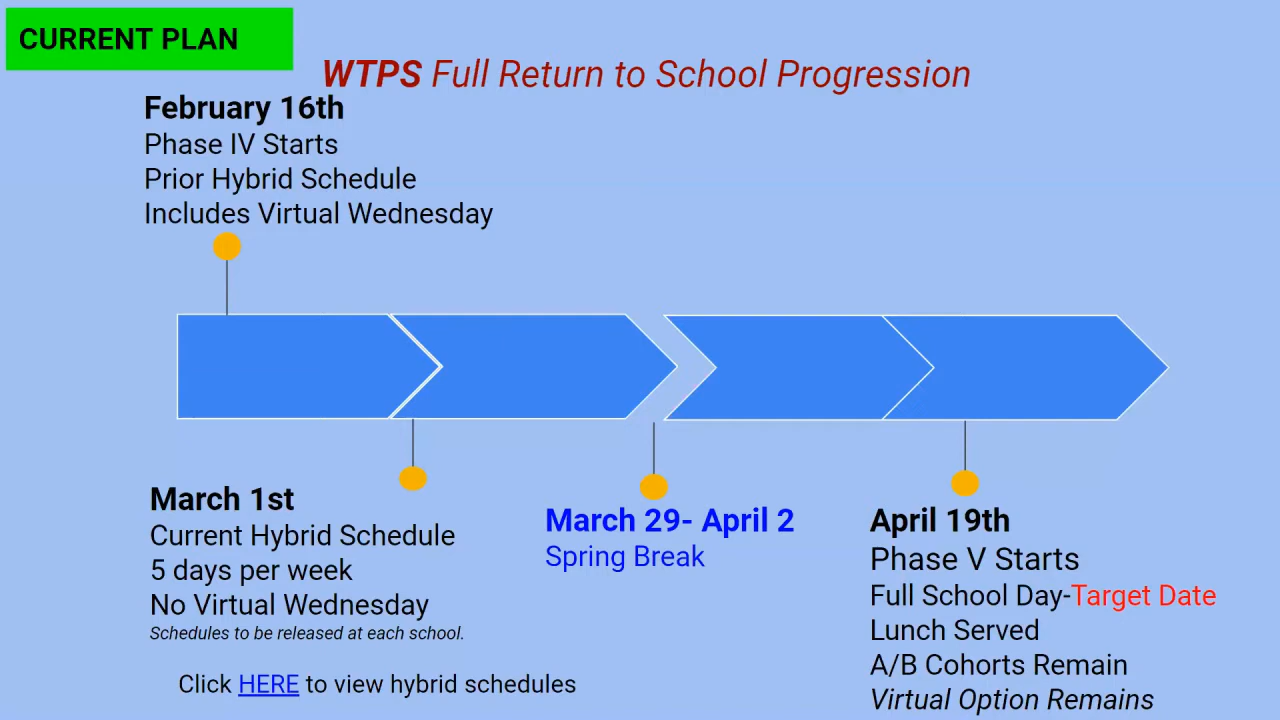 CURRENT PLAN
WTPS Full Return to School Progression
February 16th
Phase IV Starts
Prior Hybrid Schedule
Includes Virtual Wednesday
March 1st
Current Hybrid Schedule
5 days per week
No Virtual Wednesday
Schedules to be released at each school.
Click HERE to view hybrid schedules
March 29- April 2
Spring Break
April 19th
Phase V Starts
Full School Day-Target Date
Lunch Served
A/B Cohorts Remain
Virtual Option Remains